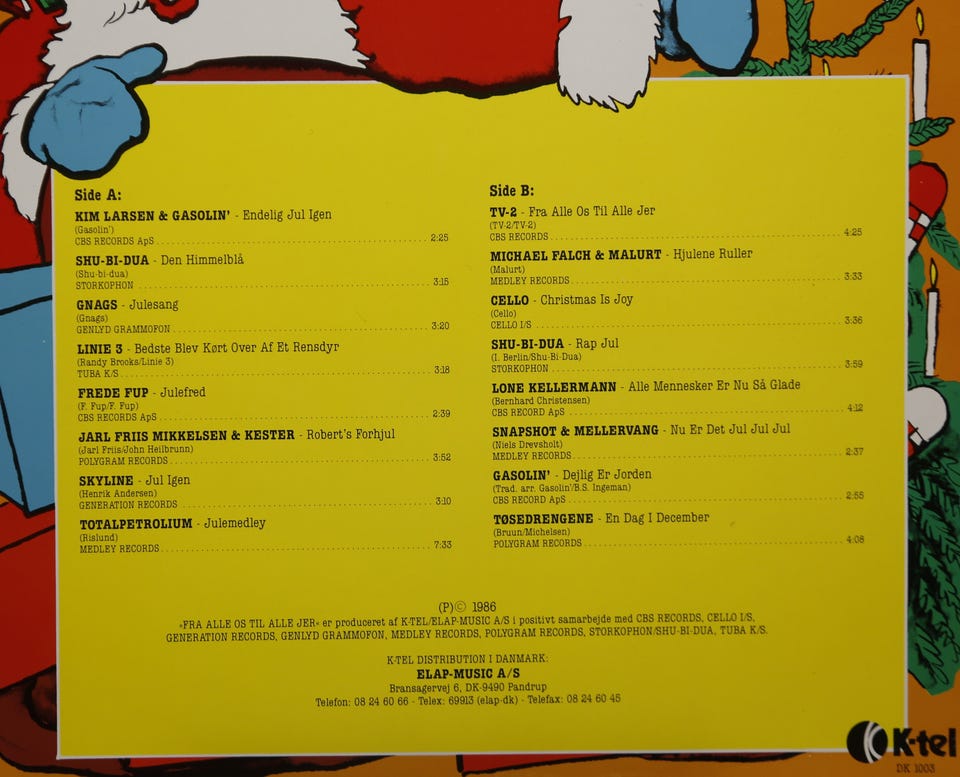 Side A:
KIM LARSEN & GASOLIN' - Endelig Jul Igen
(Gasolin')
CBS RECORDS ApS 2:25
SHU-BI-DUA - Den Himmelblå
(Shu-bi-dua)
STORKOPHON 3:15
GNAGS - Julesang
(Gnags)
GENLYD GRAMMOFON 3:20
LINIE 3 - Bedste Blev Kørt Over Af Et Rensdyr
(Randy Brooks/Linie 3)
TUBA K/S 3:18
FREDE FUP - Julefred
(F. Fup/F. Fup)
CBS RECORDS ApS 2:39
JARL FRIIS MIKKELSEN & KESTER - Robert's Forhjul
(Jarl Friis/John Heilbrunn)
POLYGRAM RECORDS 3:52
SKYLINE - Jul Igen
(Henrik Andersen)
GENERATION RECORDS 3:10
TOTALPETROLIUM - Julemedley
(Rislund)
MEDLEY RECORDS 7:33
Side B:
TV-2 - Fra Alle Os Til Alle Jer
(TV-2/TV-2)
CBS RECORDS 4:25
MICHAEL FALCH & MALURT - Hjulene Ruller
(Malurt)
MEDLEY RECORDS 3:33
CELLO - Christmas Is Joy
(Cello)
CELLO I/S 3:36
SHU-BI-DUA - Rap Jul
(I. Berlin/Shu-Bi-Dua)
STORKOPHON 3:59
LONE KELLERMANN - Alle Mennesker Er Nu Så Glade
(Bernhard Christensen)
CBS RECORD ApS 4:12
SNAPSHOT & MELLERVANG - Nu Er Det Jul Jul Jul
(Niels Drevsholt)
MEDLEY RECORDS 2:37
GASOLIN' - Dejlig Er Jorden
(Trad. arr. Gasolin'/B.S. Ingeman)
CBS RECORD ApS 2:55
TØSEDRENGENE - En Dag I December
(Bruun/Michelsen)
POLYGRAM RECORDS 4:08
(P)© 1986
»FRA ALLE OS TIL ALLE JER« er produceret af K-TEL/ELAP-MUSIC A/S i positivt samarbejde med CBS RECORDS, CELLO I/S,
GENERATION RECORDS, GENLYD GRAMMOFON, MEDLEY RECORDS, POLYGRAM RECORDS, STORKOPHON/SHU-BI-DUA, TUBA K/S.
K-TEL DISTRIBUTION I DANMARK:
ELAP-MUSIC A/S
Bransagervej 6, DK-9490 Pandrup
Telefon: 08 24 60 66 - Telex: 69913 (elap-dk) - Telefax: 08 24 60 45
K-tel
DK 1003